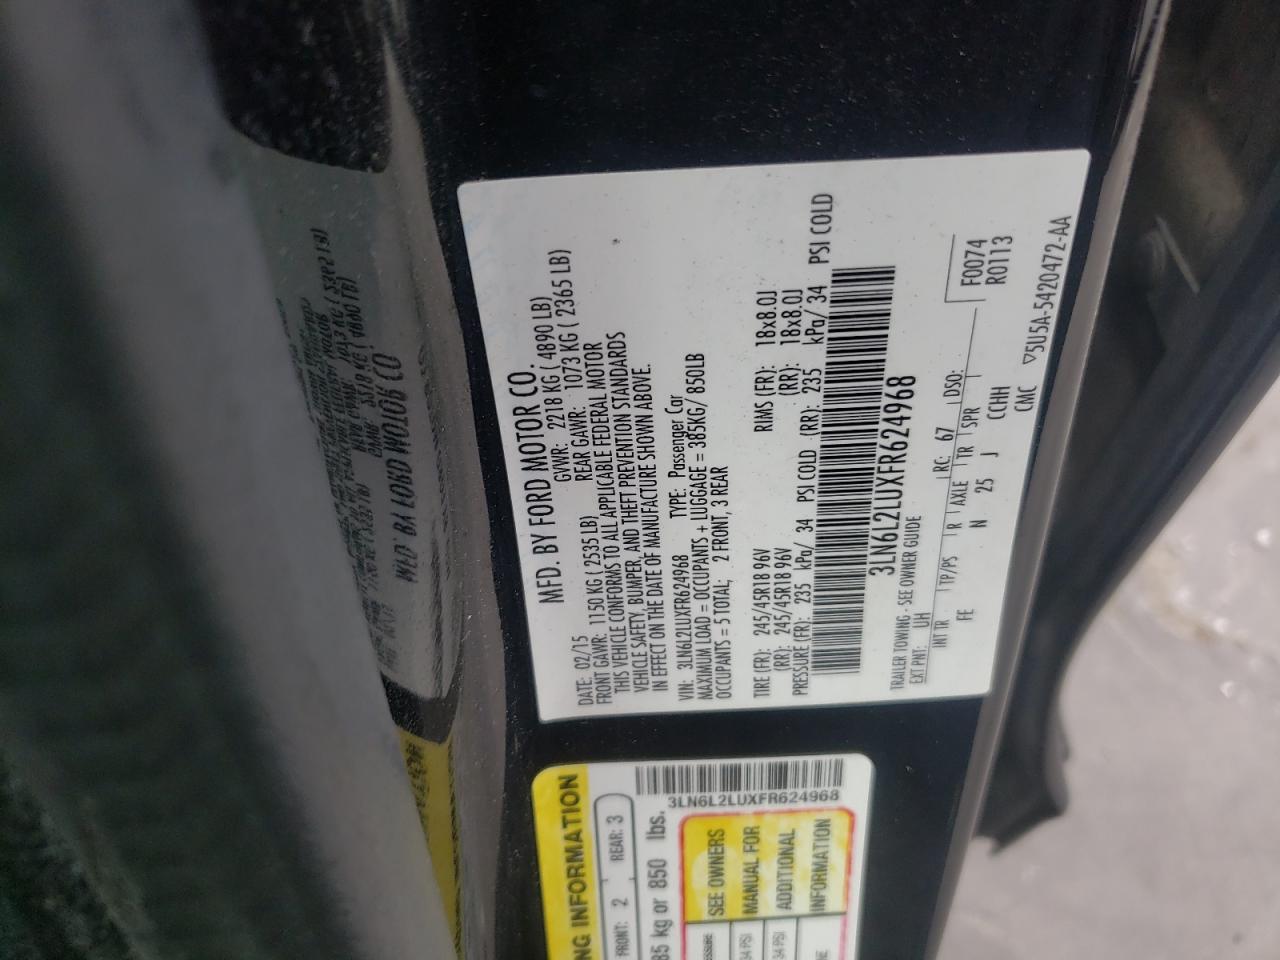 MFD. BY FORD MOTOR CO.
DATE: 02/15 GVWR: 2218 KG ( 4890 LB)
FRONT GAWR: 1150 KG ( 2535 LB) REAR GAWR: 1073 KG ( 2365 LB)
THIS VEHICLE CONFORMS TO ALL APPLICABLE FEDERAL MOTOR
VEHICLE SAFETY, BUMPER, AND THEFT PREVENTION STANDARDS
IN EFFECT ON THE DATE OF MANUFACTURE SHOWN ABOVE.
VIN: 3LN6L2LUXFR624968 TYPE: Passenger Car
MAXIMUM LOAD = OCCUPANTS + LUGGAGE = 385KG/ 850LB
OCCUPANTS = 5 TOTAL; 2 FRONT, 3 REAR
TIRE (FR): 245/45R18 96V RIMS (FR): 18x8.0J
(RR): 245/45R18 96V (RR): 18x8.0J
PRESSURE (FR): 235 kPa/ 34 PSI COLD (RR): 235 kPa/ 34 PSI COLD
3LN6L2LUXFR624968
TRAILER TOWING - SEE OWNER GUIDE
EXT PNT: UH RC: 67 DSO: F0074
R0113
INT TR TP/PS R AXLE TR SPR
FE N 25 J CCHH
CMC ▽5U5A-5420472-AA
NG INFORMATION
FRONT: 2 REAR: 3
85 kg or 850 lbs.
3LN6L2LUXFR624968
SEE OWNERS
MANUAL FOR
ADDITIONAL
INFORMATION
34 PSI
34 PSI